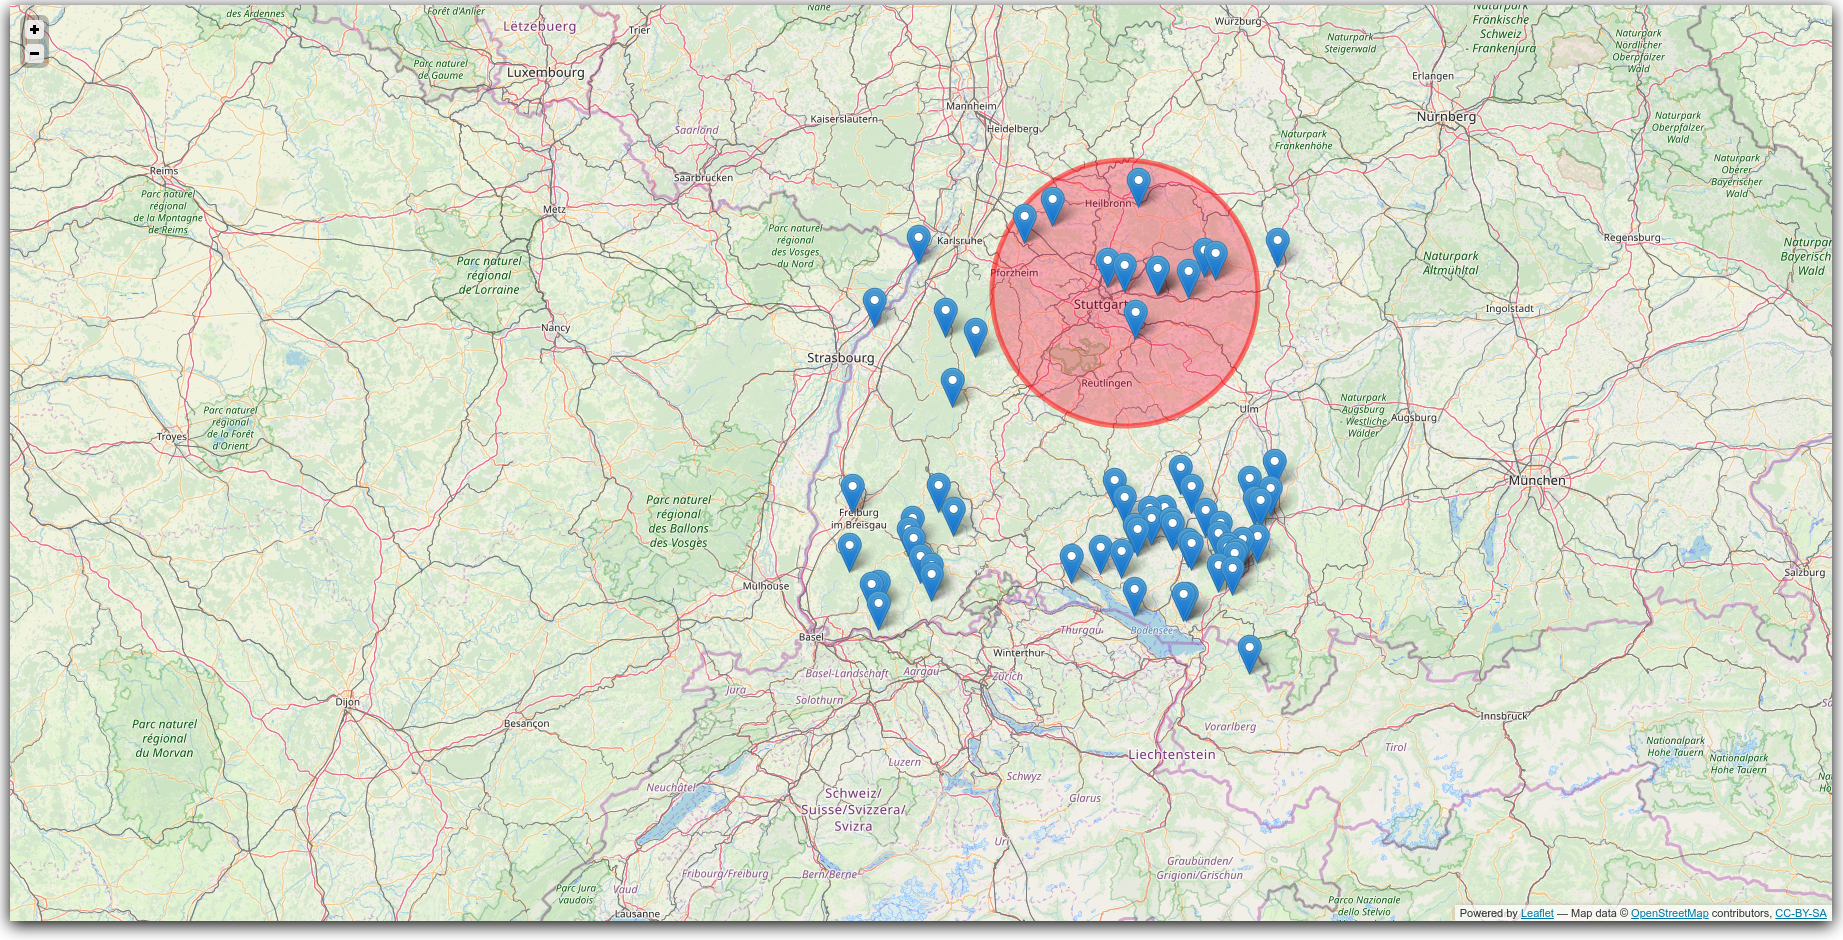 +
−
des Ardennes
Forêt d'Anlier
Lëtzebuerg
Trier
Nahe
Würzburg
Naturpark
Steigerwald
Naturpark
Fränkische
Schweiz
- Frankenjura
Naturpark
Nördlicher
Oberpfälzer
Wald
Parc naturel
de Gaume
Luxembourg
Erlangen
Mannheim
Kaiserslautern
Heidelberg
Nürnberg
Naturpark
Oberpfälzer
Wald
Saarland
Naturpark
Frankenhöhe
Reims
Saarbrücken
Naturpark
Oberer
Bayerischer
Wald
Parc naturel
régional
de la Montagne
de Reims
Metz
Heilbronn
Parc naturel
régional
des Vosges
du Nord
Karlsruhe
Regensburg
Naturpark
Bayerisch
Wald
Parc naturel
régional
de Lorraine
Pforzheim
Naturpark
Altmühltal
Stuttgart
Ingolstadt
Nancy
Strasbourg
Reutlingen
Parc naturel
régional
de la Forêt
d'Orient
Ulm
Naturpark
Augsburg
- Westliche
Wälder
Augsburg
Troyes
München
Parc naturel
régional
des Ballons
des Vosges
Freiburg
im Breisgau
Mulhouse
Salzburg
Basel
Thurgau
Bodensee
Winterthur
Basel-Landschaft
Aargau
Zürich
Jura
Solothurn
Dijon
Besançon
Innsbruck
Parc naturel
régional
du Morvan
Vorarlberg
Tirol
Nationalpark
Hohe Tauern
Nationalpark
Hohe Tauern
Liechtenstein
Luzern
Schwyz
Neuchâtel
Schweiz/
Suisse/Svizzera/
Svizra
Glarus
Uri
Graubünden/
Grigioni/Grischun
Fribourg/Freiburg
Bern/Berne
Parc Jura
vaudois
Vaud
Lausanne
Parco Nazionale
dello Stelvio
Powered by Leaflet — Map data © OpenStreetMap contributors, CC-BY-SA